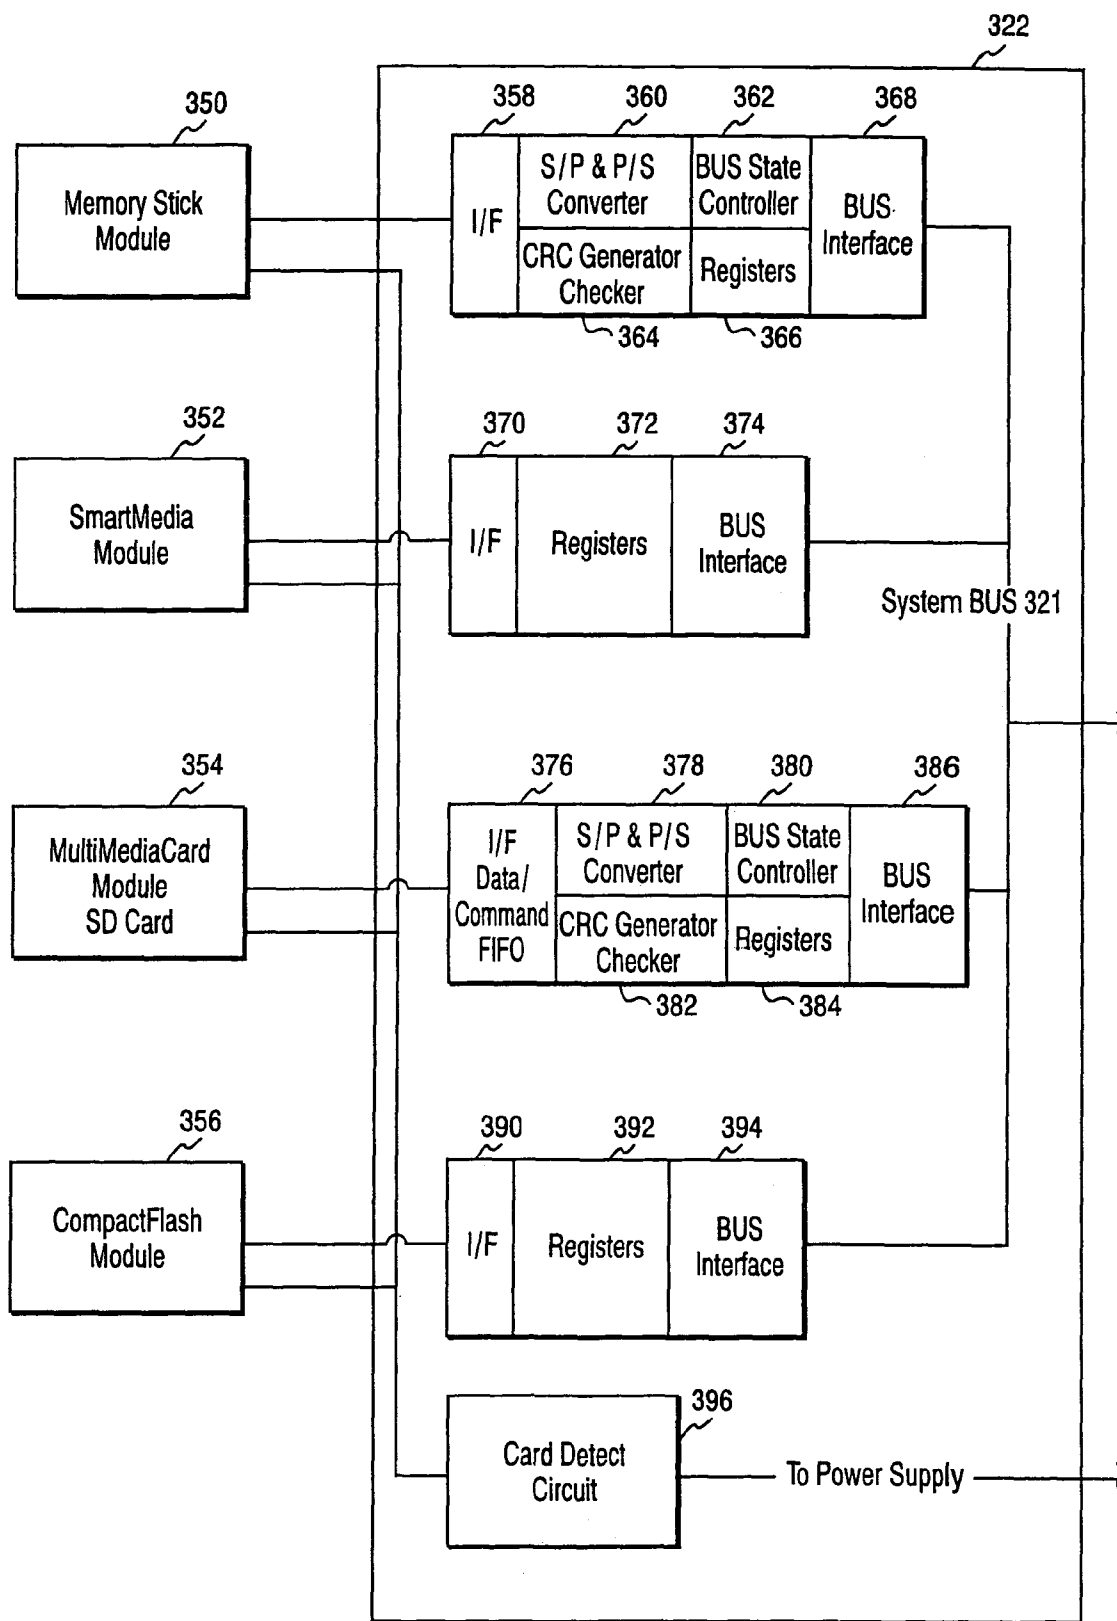 322
350
358
360
362
368
Memory Stick
Module
I/F
S/P & P/S
Converter
BUS State
Controller
BUS
Interface
CRC Generator
Checker
Registers
364
366
352
370
372
374
SmartMedia
Module
I/F
Registers
BUS
Interface
System BUS 321
354
376
378
380
386
MultiMediaCard
Module
SD Card
I/F
Data/
Command
FIFO
S/P & P/S
Converter
BUS State
Controller
BUS
Interface
CRC Generator
Checker
Registers
382
384
356
390
392
394
CompactFlash
Module
I/F
Registers
BUS
Interface
396
Card Detect
Circuit
To Power Supply